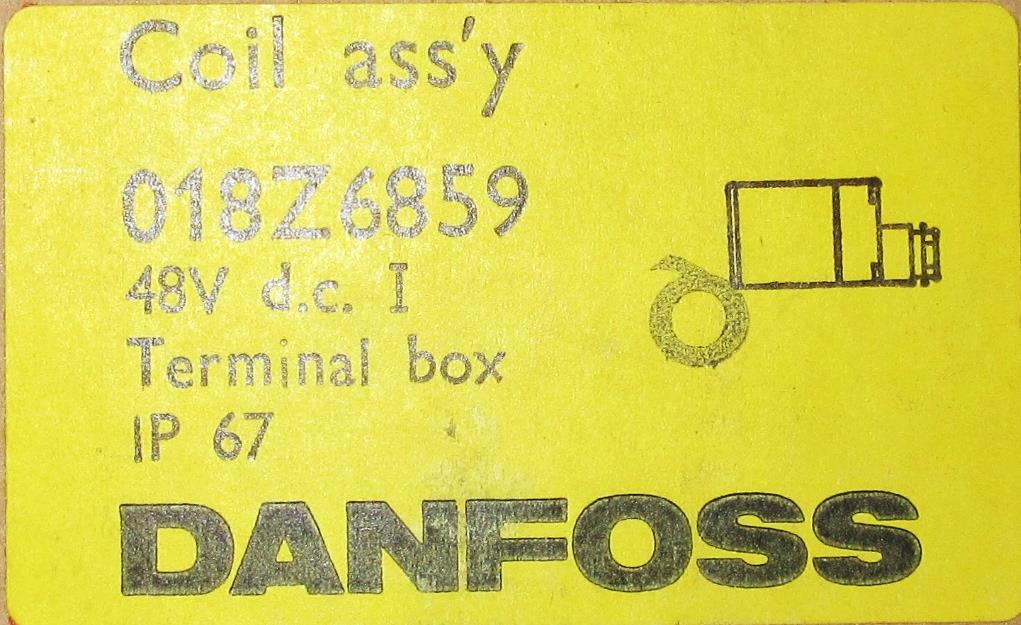 Coil ass'y
018Z6859
48V d.c. I
Terminal box
IP 67
DANFOSS